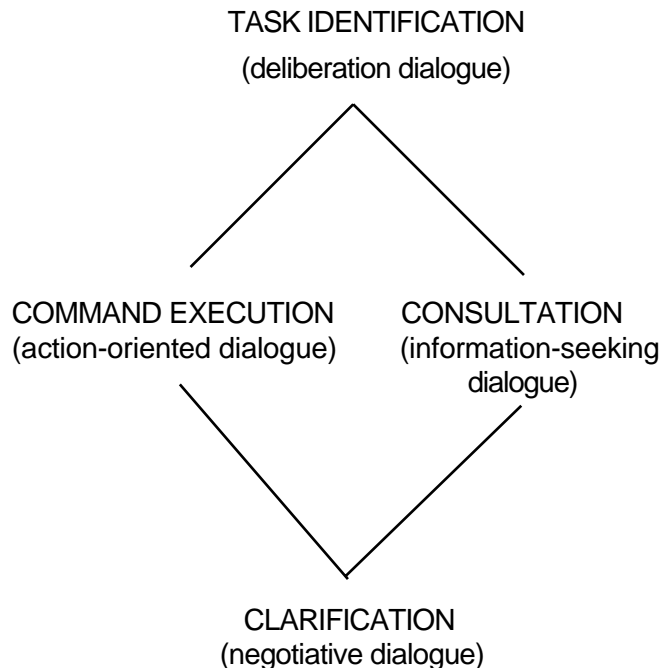 TASK IDENTIFICATION
(deliberation dialogue)
COMMAND EXECUTION
(action-oriented dialogue)
CONSULTATION
(information-seeking
dialogue)
CLARIFICATION
(negotiative dialogue)